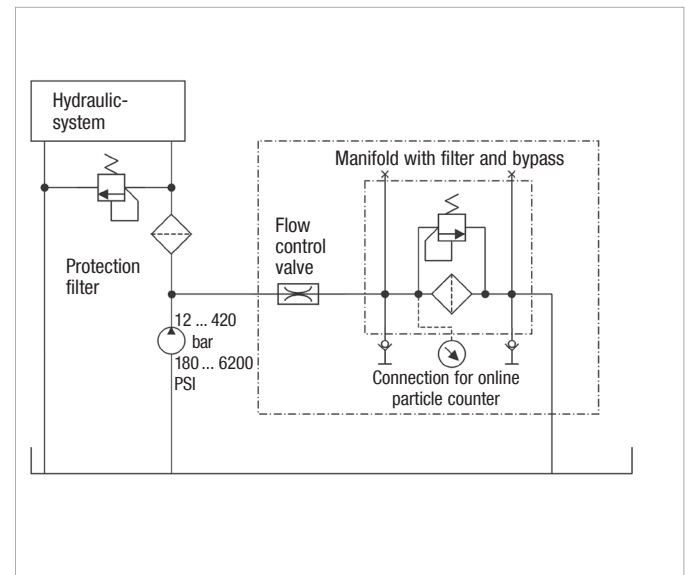 Hydraulic-
system
Manifold with filter and bypass
Flow
control
valve
Protection
filter
12 ... 420
bar
180 ... 6200
PSI
Connection for online
particle counter